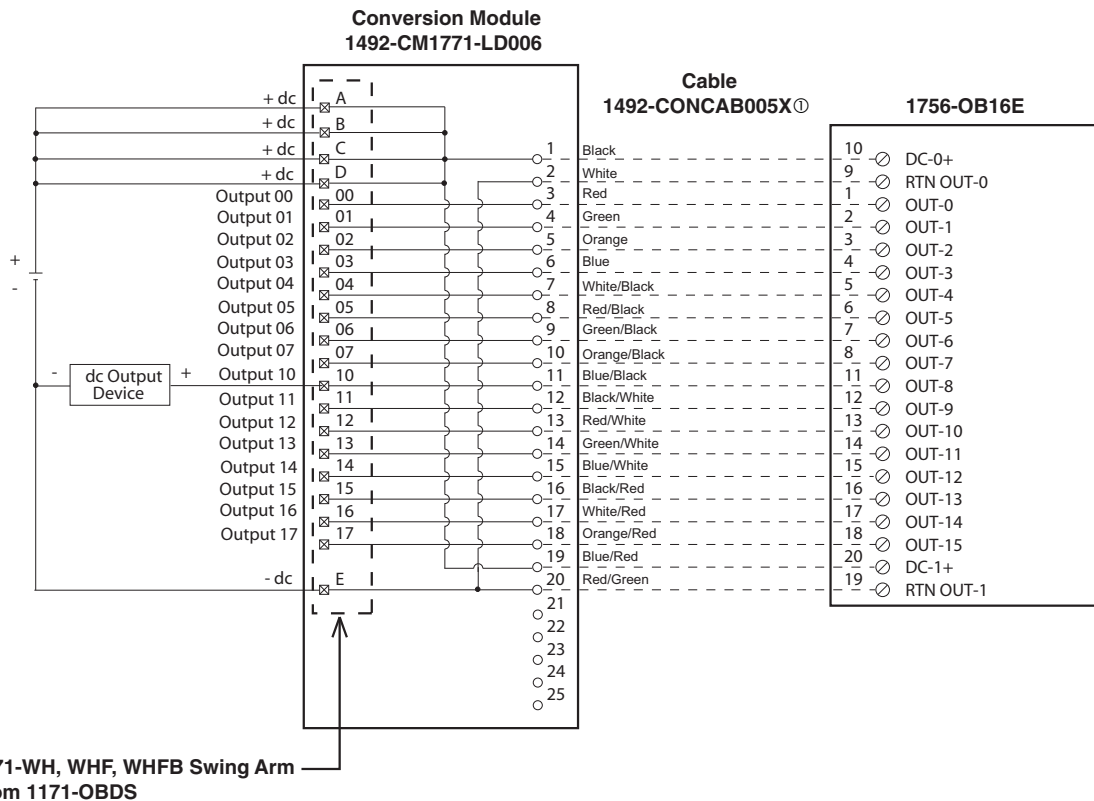 Conversion Module
1492-CM1771-LD006
Cable
1492-CONCAB005X①
1756-OB16E
+ dc A
+ dc B
+ dc C 1 Black 10 DC-0+
+ dc D 2 White 9 RTN OUT-0
Output 00 00 3 Red 1 OUT-0
Output 01 01 4 Green 2 OUT-1
Output 02 02 5 Orange 3 OUT-2
Output 03 03 6 Blue 4 OUT-3
Output 04 04 7 White/Black 5 OUT-4
Output 05 05 8 Red/Black 6 OUT-5
Output 06 06 9 Green/Black 7 OUT-6
Output 07 07 10 Orange/Black 8 OUT-7
Output 10 10 11 Blue/Black 11 OUT-8
Output 11 11 12 Black/White 12 OUT-9
Output 12 12 13 Red/White 13 OUT-10
Output 13 13 14 Green/White 14 OUT-11
Output 14 14 15 Blue/White 15 OUT-12
Output 15 15 16 Black/Red 16 OUT-13
Output 16 16 17 White/Red 17 OUT-14
Output 17 17 18 Orange/Red 18 OUT-15
19 Blue/Red 20 DC-1+
- dc E 20 Red/Green 19 RTN OUT-1
21
22
23
24
25
+
-
- dc Output +
Device
71-WH, WHF, WHFB Swing Arm
om 1171-OBDS